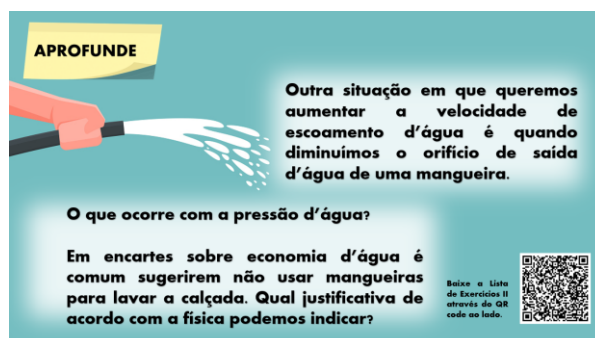 APROFUNDE
Outra situação em que queremos
aumentar a velocidade de
escoamento d'água é quando
diminuímos o orifício de saída
d'água de uma mangueira.
O que ocorre com a pressão d'água?
Em encartes sobre economia d'água é
comum sugerirem não usar mangueiras
para lavar a calçada. Qual justificativa de
acordo com a física podemos indicar?
Baixe a Lista
de Exercícios II
através do QR
code ao lado.